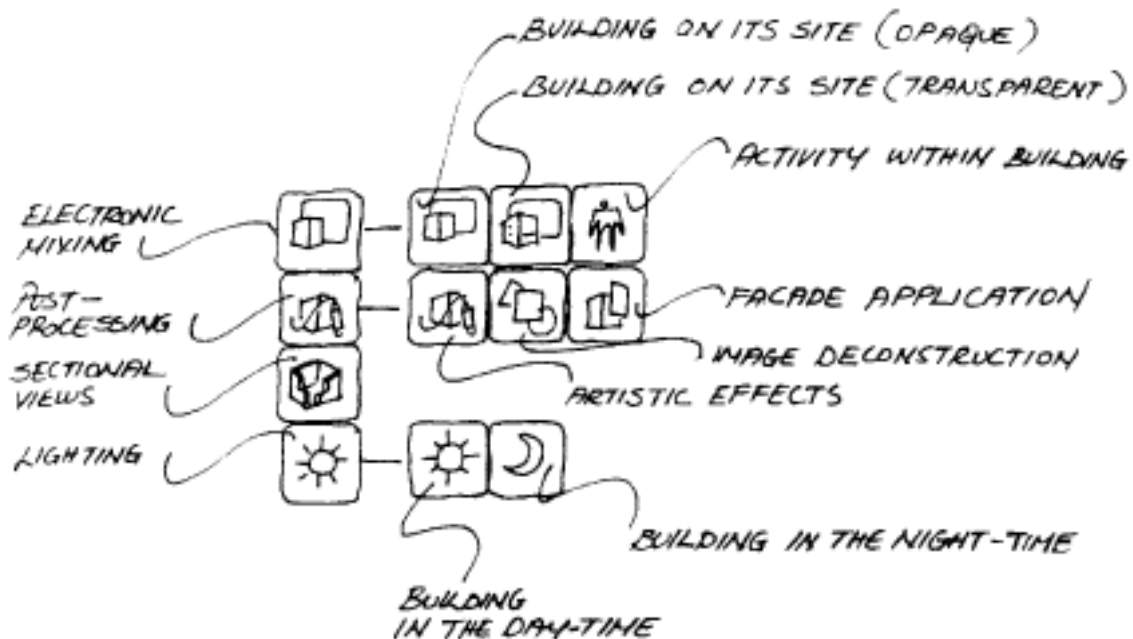 BUILDING ON ITS SITE (OPAQUE)
BUILDING ON ITS SITE (TRANSPARENT)
ACTIVITY WITHIN BUILDING
ELECTRONIC
MIXING
POST-
PROCESSING
FACADE APPLICATION
IMAGE DECONSTRUCTION
SECTIONAL
VIEWS
ARTISTIC EFFECTS
LIGHTING
BUILDING IN THE NIGHT-TIME
BUILDING
IN THE DAY-TIME